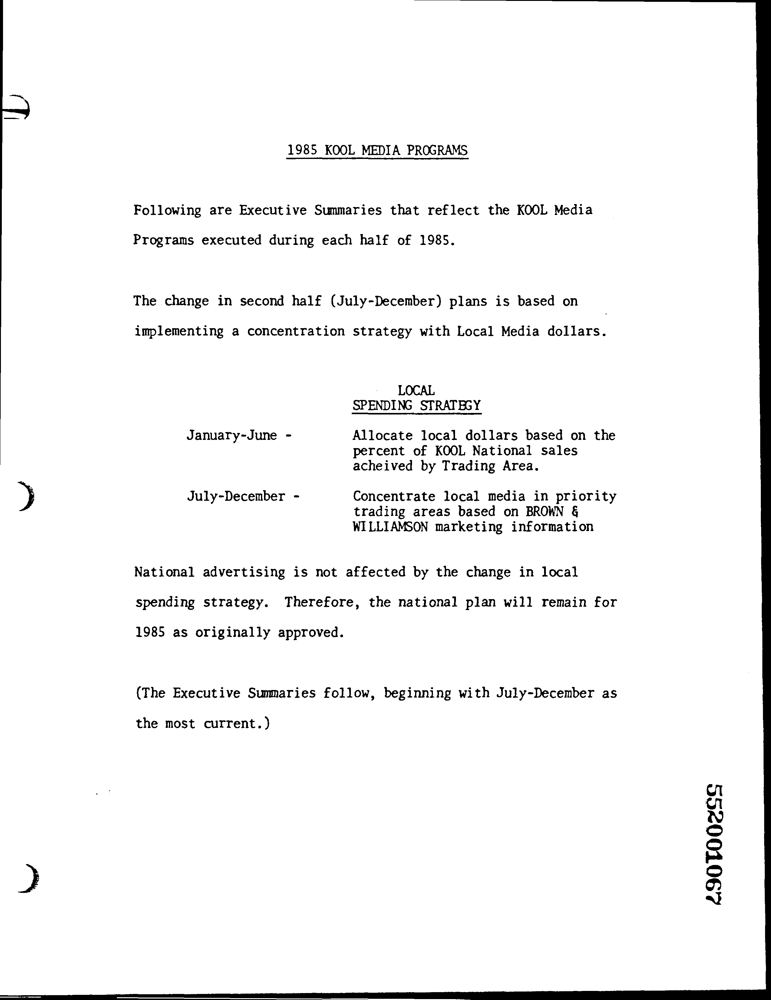 1985 KOOL MEDIA PROGRAMS
Following are Executive Summaries that reflect the KOOL Media
Programs executed during each half of 1985.
The change in second half (July-December) plans is based on
implementing a concentration strategy with Local Media dollars.
LOCAL
SPENDING STRATEGY
January-June - Allocate local dollars based on the
percent of KOOL National sales
acheived by Trading Area.
July-December - Concentrate local media in priority
trading areas based on BROWN &
WILLIAMSON marketing information
National advertising is not affected by the change in local
spending strategy. Therefore, the national plan will remain for
1985 as originally approved.
(The Executive Summaries follow, beginning with July-December as
the most current.)
552001067